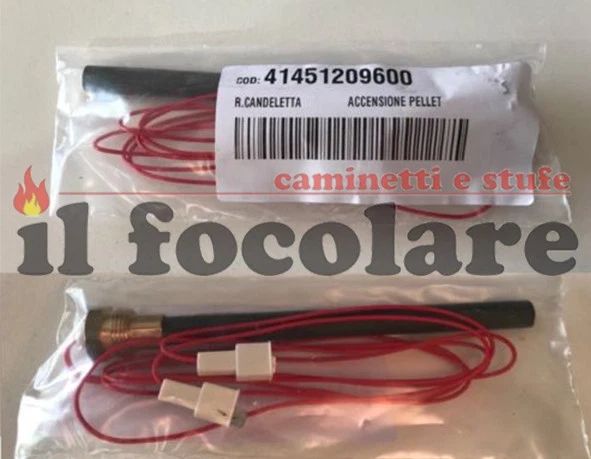 COD: 41451209600
R.CANDELETTA ACCENSIONE PELLET
caminetti e stufe
il focolare